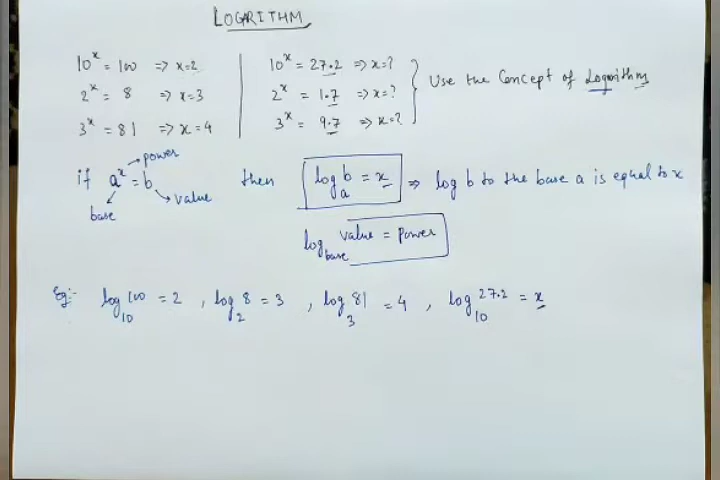 LOGARITHM
10^x = 100 => x=2
2^x = 8 => x=3
3^x = 81 => x=4
10^x = 27.2 => x=?
2^x = 1.7 => x=?
3^x = 9.7 => x=?
Use the Concept of Logarithm
power
if a^x = b then log_a b = x => log b to the base a is equal to x
base value
log_base value = power
Eg:- log_10 100 = 2 , log_2 8 = 3 , log_3 81 = 4 , log_10 27.2 = x